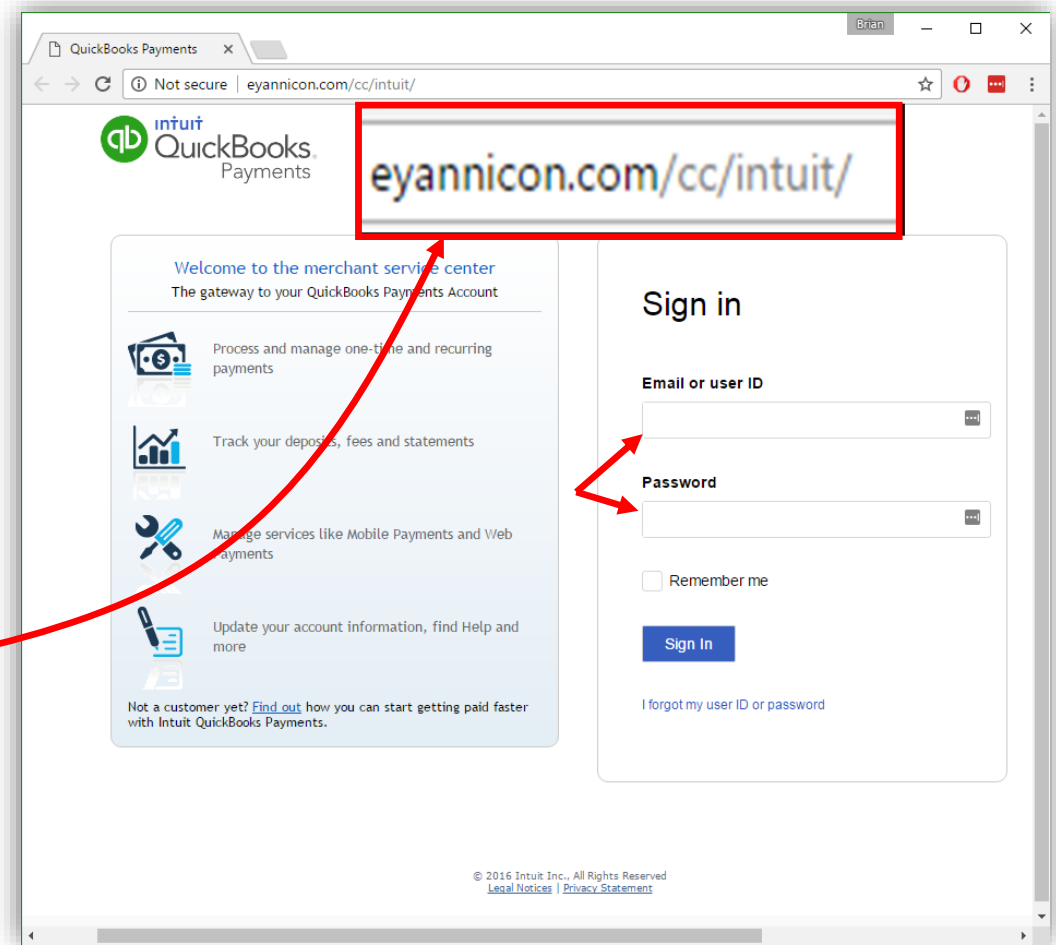 Brian
QuickBooks Payments
Not secure | eyannicon.com/cc/intuit/
qb intuit
QuickBooks.
Payments
eyannicon.com/cc/intuit/
Welcome to the merchant service center
The gateway to your QuickBooks Payments Account
Process and manage one-time and recurring
payments
Track your deposits, fees and statements
Manage services like Mobile Payments and Web
Payments
Update your account information, find Help and
more
Not a customer yet? Find out how you can start getting paid faster
with Intuit QuickBooks Payments.
Sign in
Email or user ID
Password
Remember me
Sign In
I forgot my user ID or password
© 2016 Intuit Inc., All Rights Reserved
Legal Notices | Privacy Statement